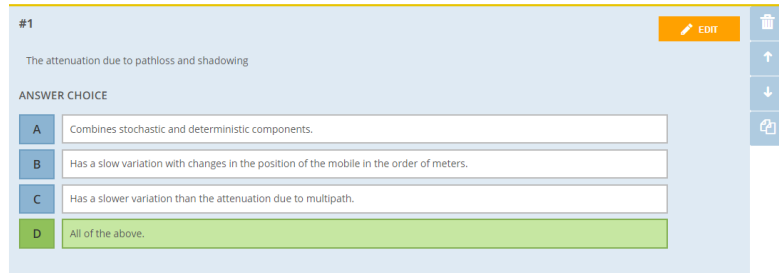 #1
EDIT
The attenuation due to pathloss and shadowing
ANSWER CHOICE
A
Combines stochastic and deterministic components.
B
Has a slow variation with changes in the position of the mobile in the order of meters.
C
Has a slower variation than the attenuation due to multipath.
D
All of the above.